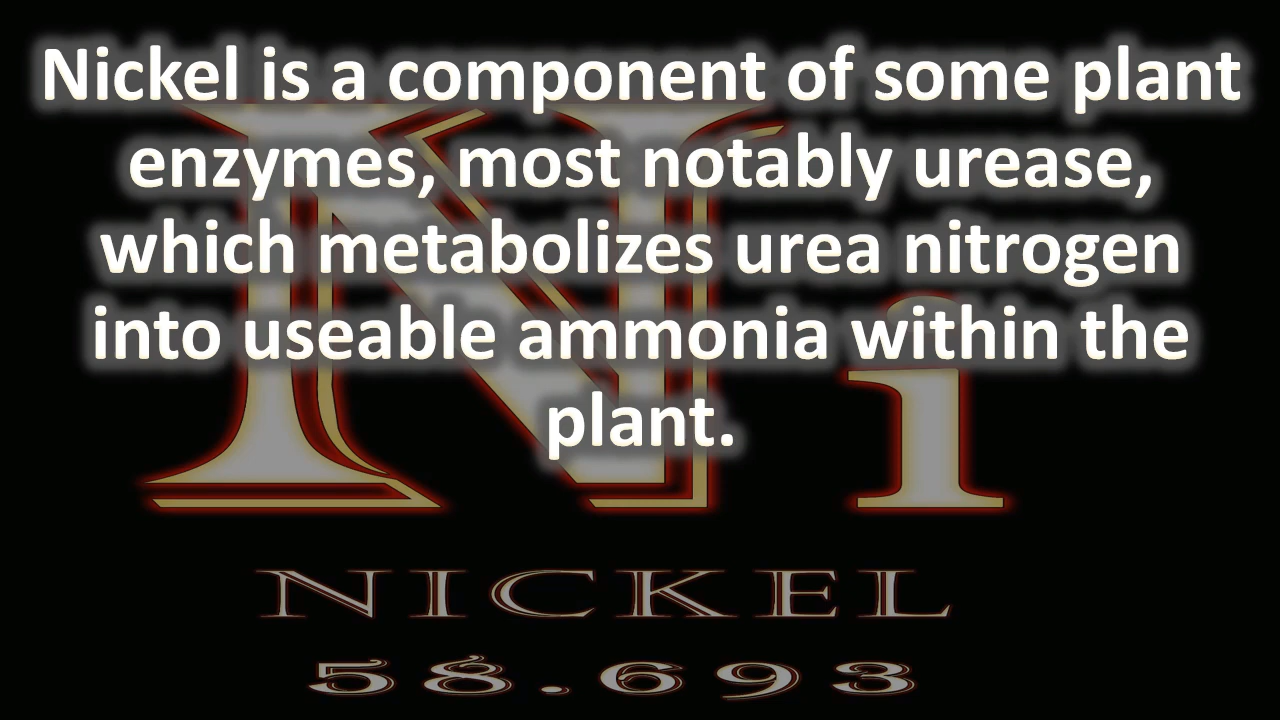 Nickel is a component of some plant
enzymes, most notably urease,
which metabolizes urea nitrogen
into useable ammonia within the
plant.
Ni
NICKEL
58.693